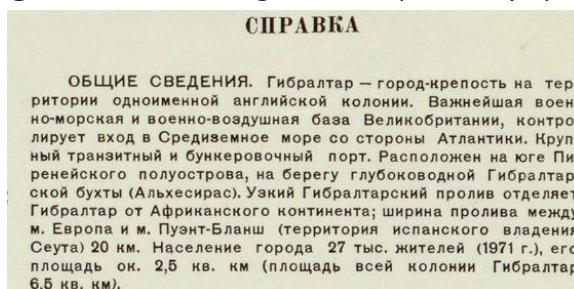 СПРАВКА
ОБЩИЕ СВЕДЕНИЯ. Гибралтар — город-крепость на тер
ритории одноименной английской колонии. Важнейшая воен
но-морская и военно-воздушная база Великобритании, контро
лирует вход в Средиземное море со стороны Атлантики. Круп
ный транзитный и бункеровочный порт. Расположен на юге Пи
ренейского полуострова, на берегу глубоководной Гибралтар
ской бухты (Альхесирас). Узкий Гибралтарский пролив отделяет
Гибралтар от Африканского континента; ширина пролива между
м. Европа и м. Пуэнт-Бланш (территория испанского владения
Сеута) 20 км. Население города 27 тыс. жителей (1971 г.), его
площадь ок. 2,5 кв. км (площадь всей колонии Гибралтар
6,5 кв. км).